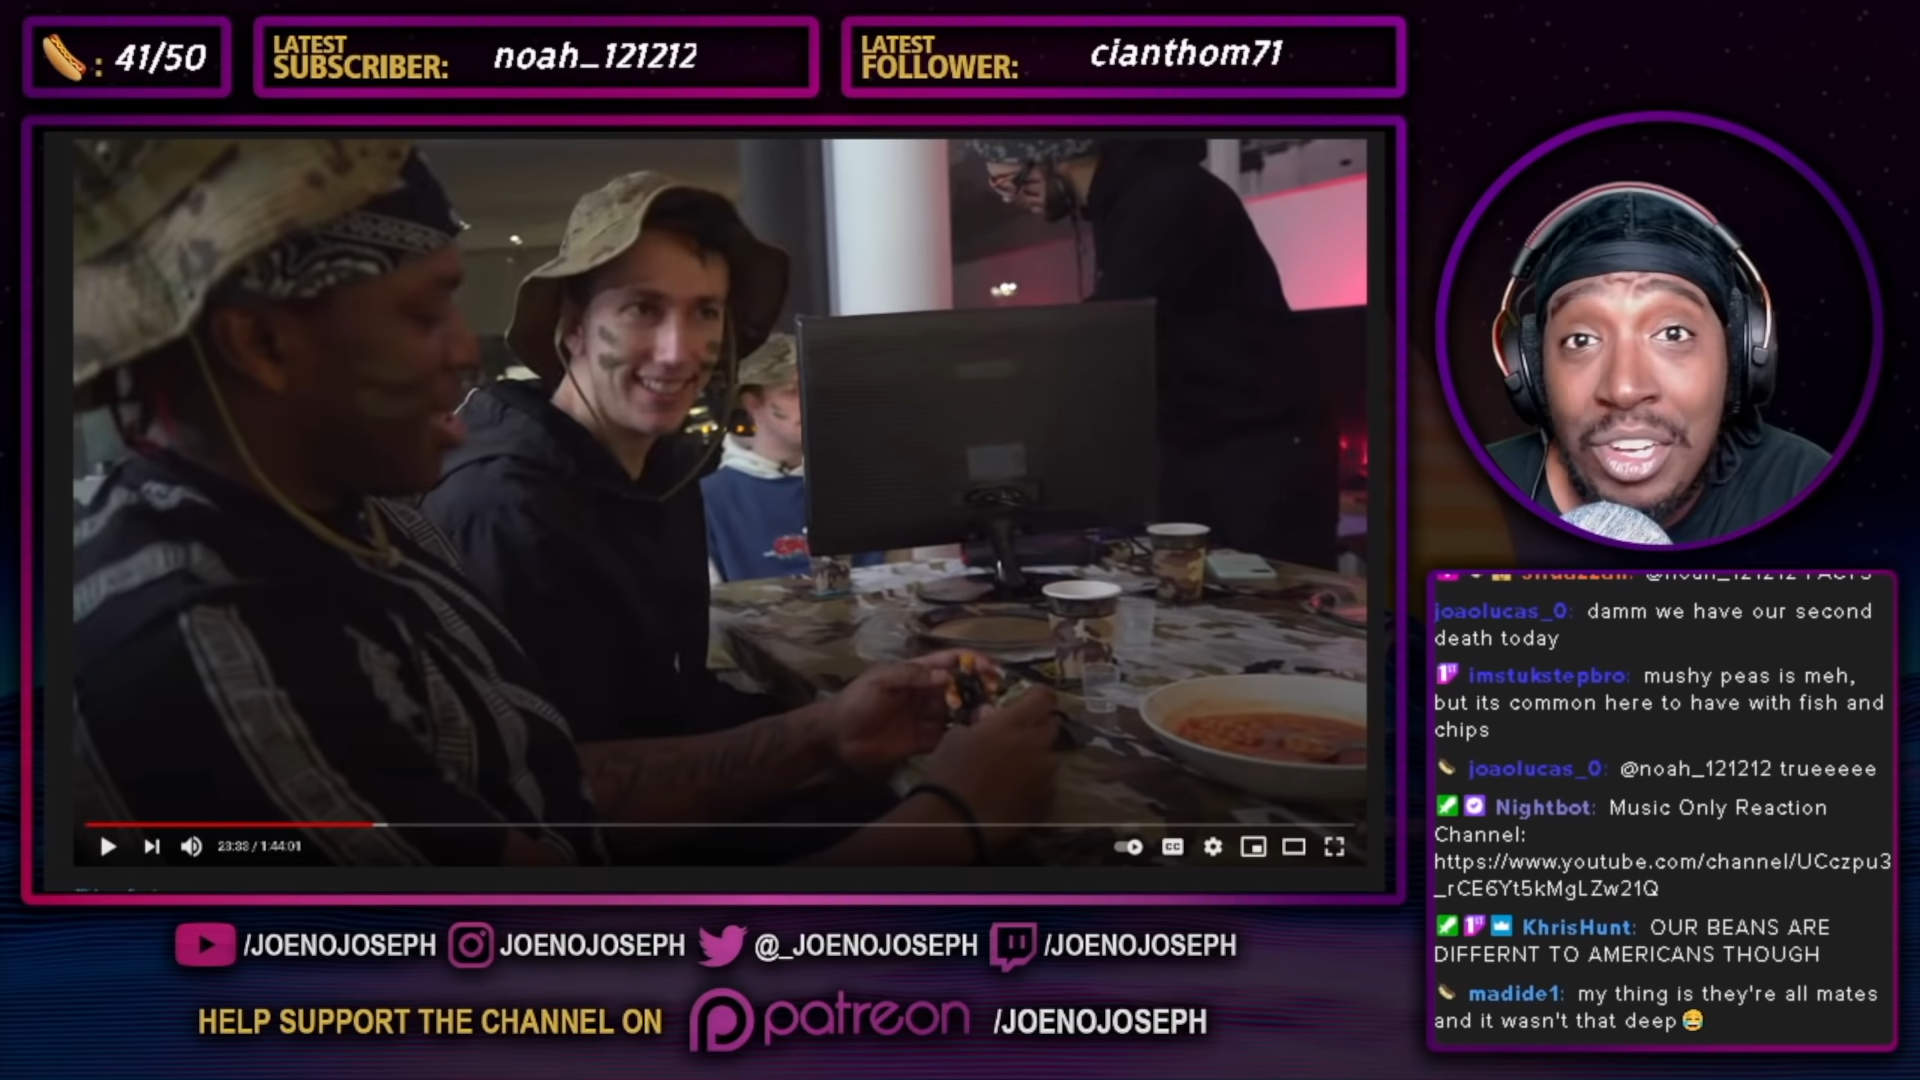 : 41/50
LATEST
SUBSCRIBER:
noah_121212
LATEST
FOLLOWER:
cianthom71
23:33 / 1:44:01
CC
joaolucas_0: damm we have our second
death today
imstukstepbro: mushy peas is meh,
but its common here to have with fish and
chips
joaolucas_0: @noah_121212 trueeeee
Nightbot: Music Only Reaction
Channel:
https://www.youtube.com/channel/UCczpu3
_rCE6Yt5kMgLZw21Q
KhrisHunt: OUR BEANS ARE
DIFFERNT TO AMERICANS THOUGH
madide1: my thing is they're all mates
and it wasn't that deep 😂
/JOENOJOSEPH JOENOJOSEPH @_JOENOJOSEPH /JOENOJOSEPH
HELP SUPPORT THE CHANNEL ON patreon /JOENOJOSEPH